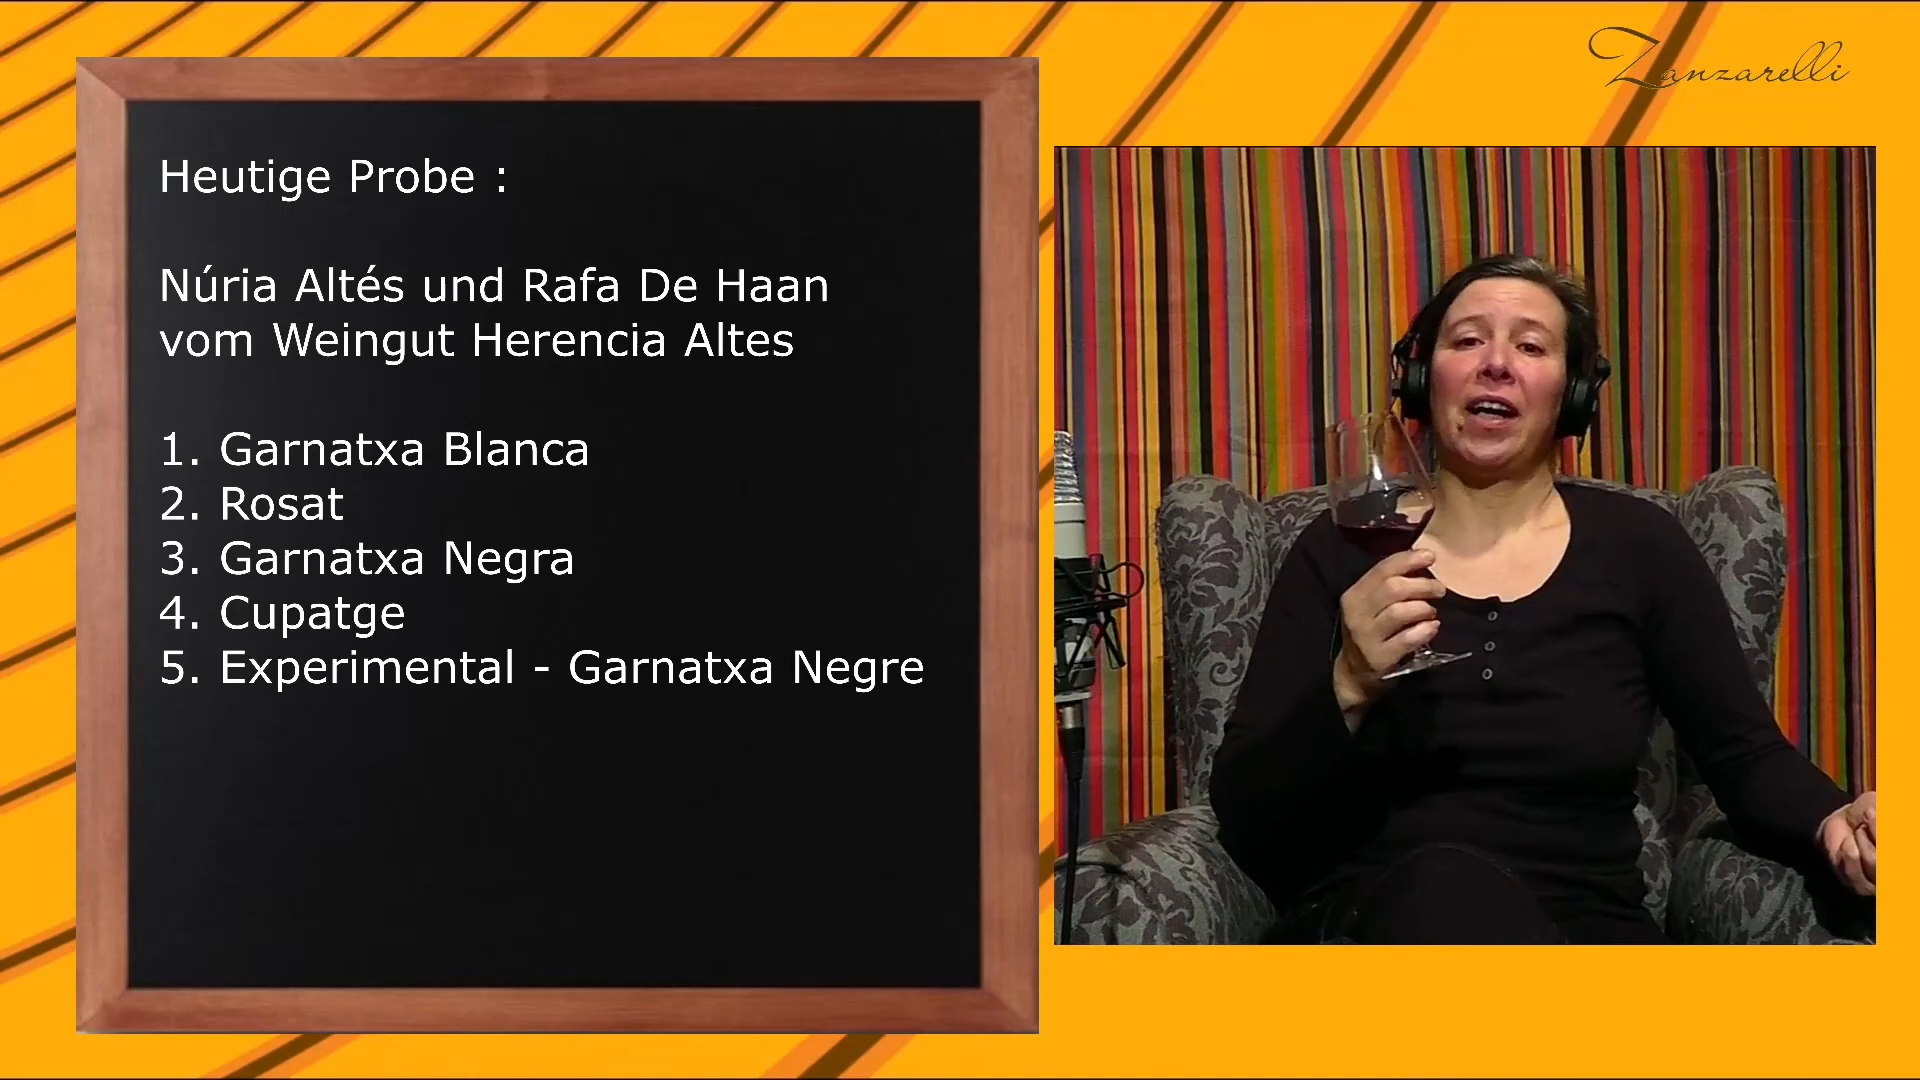 Zanzarelli
Heutige Probe :
Núria Altés und Rafa De Haan
vom Weingut Herencia Altes
1. Garnatxa Blanca
2. Rosat
3. Garnatxa Negra
4. Cupatge
5. Experimental - Garnatxa Negre